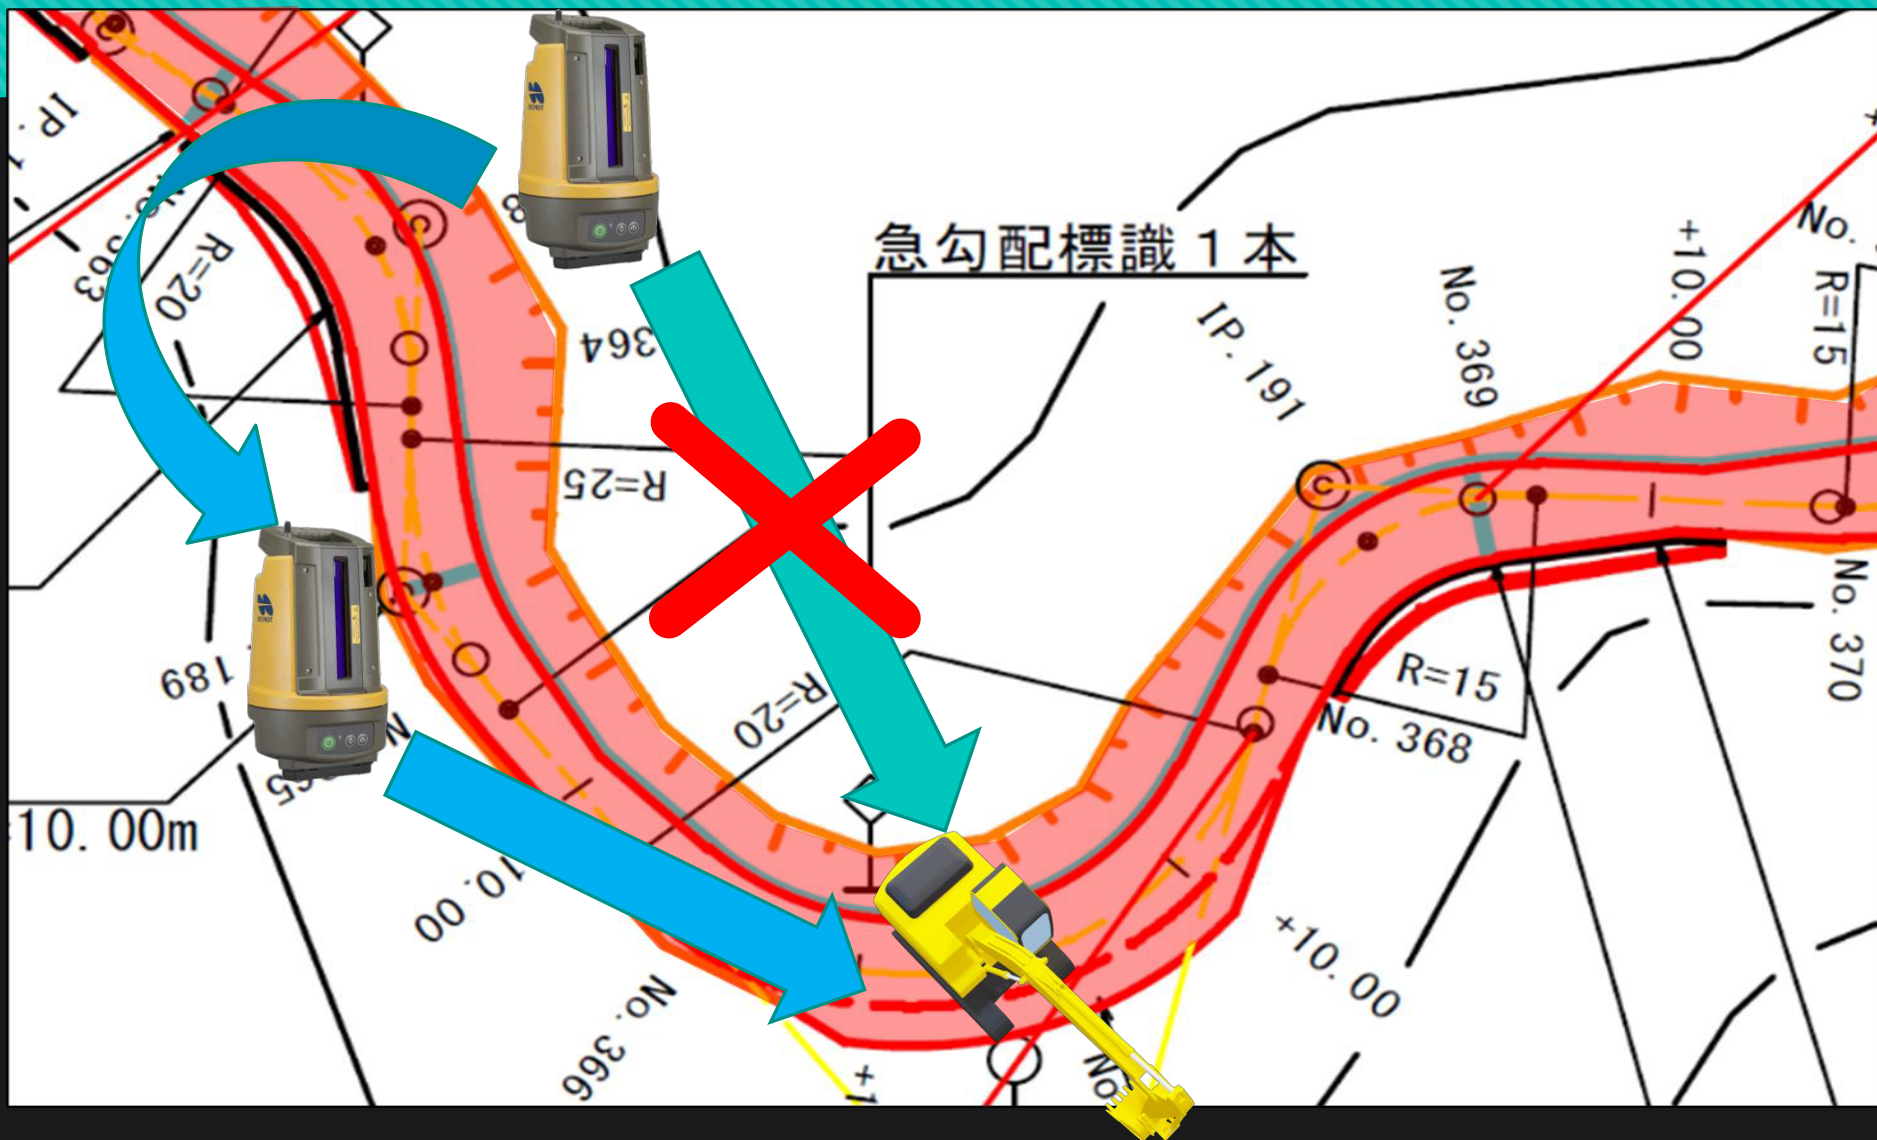 IP.
R=20
364
急勾配標識１本
IP. 191
No. 369
+10. 00
No.
R=15
R=25
189
R=20
R=15
No. 368
No. 370
10. 00m
10. 00
No. 366
+10. 00
No
+1